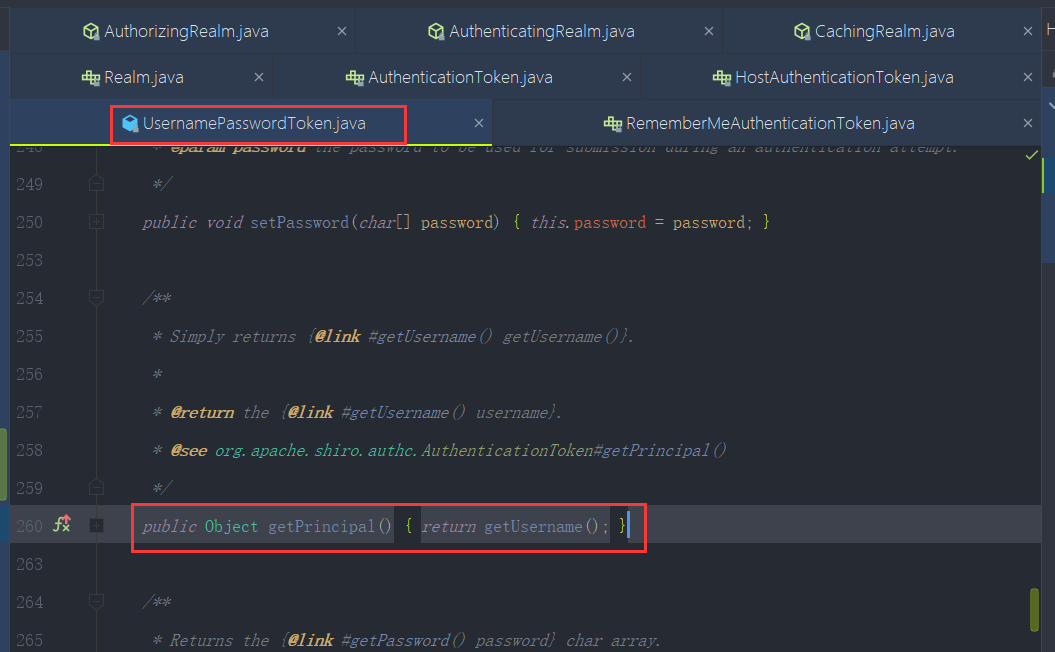 AuthorizingRealm.java × AuthenticatingRealm.java × CachingRealm.java × H
Realm.java × AuthenticationToken.java × HostAuthenticationToken.java ×
UsernamePasswordToken.java × RememberMeAuthenticationToken.java ×
248 * @param password the password to be used for submission during an authentication attempt.
249 */
250 public void setPassword(char[] password) { this.password = password; }
253
254 /**
255 * Simply returns {@link #getUsername() getUsername()}.
256 *
257 * @return the {@link #getUsername() username}.
258 * @see org.apache.shiro.authc.AuthenticationToken#getPrincipal()
259 */
260 public Object getPrincipal() { return getUsername(); }
263
264 /**
265 * Returns the {@link #getPassword() password} char array.